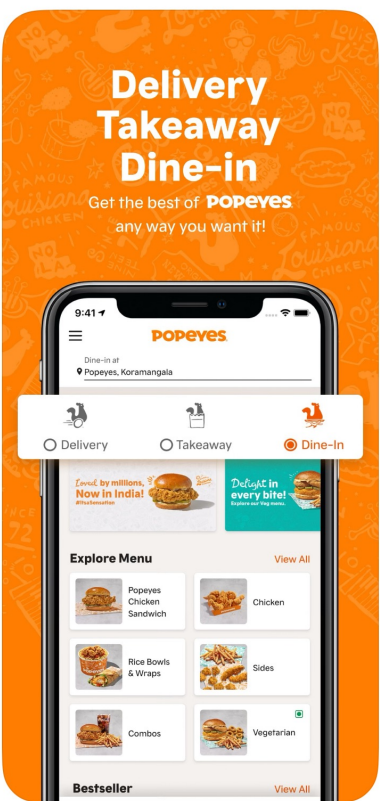 Delivery
Takeaway
Dine-in
Get the best of POPEYES
any way you want it!
9:41
POPEYES
Dine-in at
Popeyes, Koramangala
Delivery
Takeaway
Dine-In
Loved by millions,
Now in India!
#ItsaSensation
Delight in
every bite!
Explore our Veg menu.
Explore Menu
View All
Popeyes
Chicken
Sandwich
Chicken
Rice Bowls
& Wraps
Sides
Combos
Vegetarian
Bestseller
View All